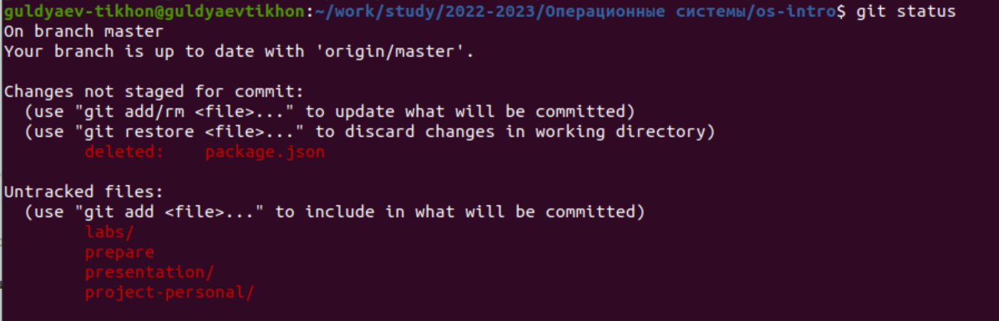 guldyaev-tikhon@guldyaevtikhon:~/work/study/2022-2023/Операционные системы/os-intro$ git status
On branch master
Your branch is up to date with 'origin/master'.
Changes not staged for commit:
  (use "git add/rm <file>..." to update what will be committed)
  (use "git restore <file>..." to discard changes in working directory)
        deleted:    package.json
Untracked files:
  (use "git add <file>..." to include in what will be committed)
        labs/
        prepare
        presentation/
        project-personal/